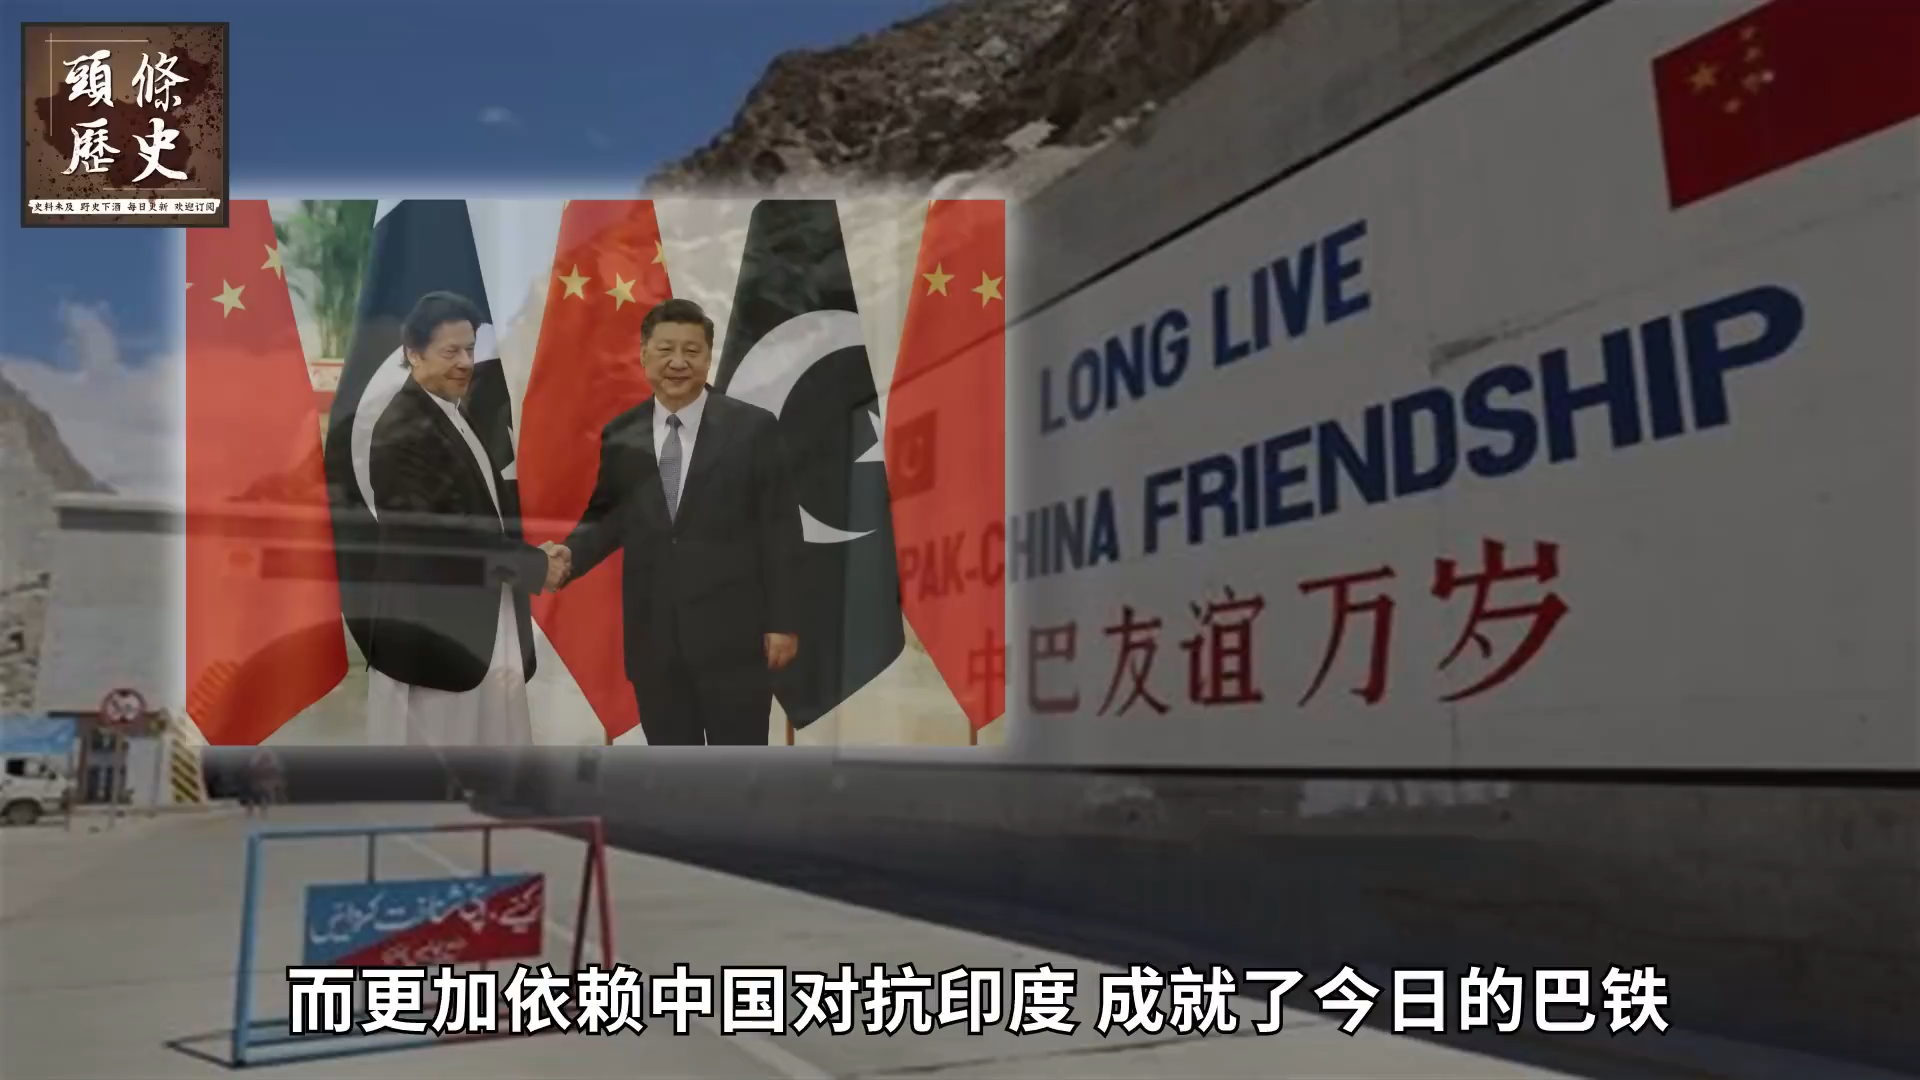 頭條
歷史
史料未及 野史下酒 每日更新 欢迎订阅
LONG LIVE
PAK-CHINA FRIENDSHIP
中巴友谊万岁
而更加依赖中国对抗印度 成就了今日的巴铁